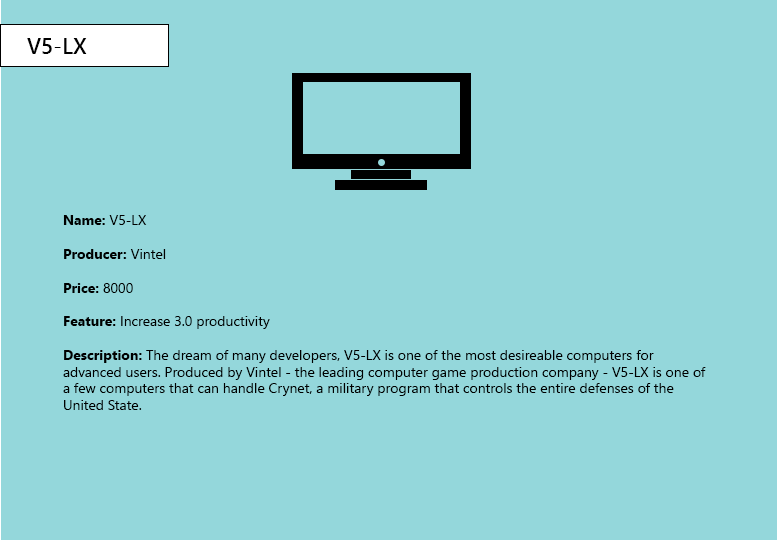 V5-LX
Name: V5-LX
Producer: Vintel
Price: 8000
Feature: Increase 3.0 productivity
Description: The dream of many developers, V5-LX is one of the most desireable computers for
advanced users. Produced by Vintel - the leading computer game production company - V5-LX is one of
a few computers that can handle Crynet, a military program that controls the entire defenses of the
United State.